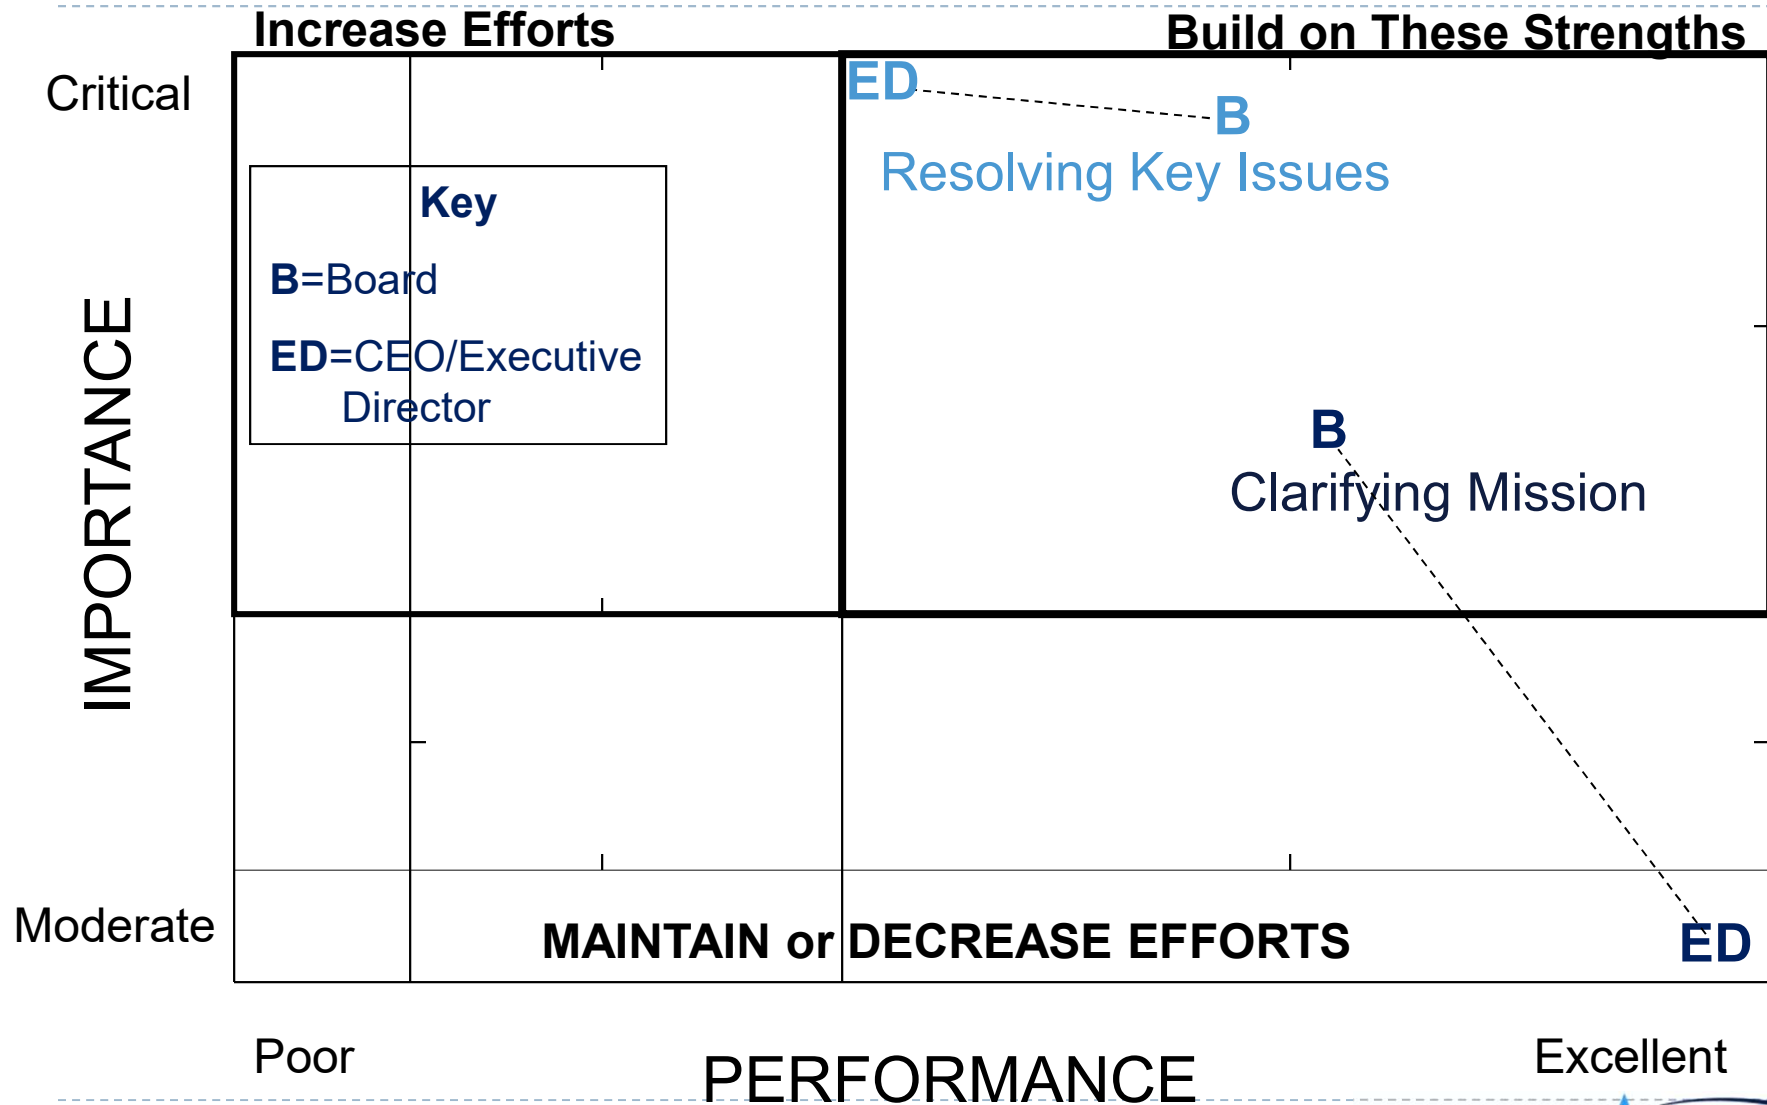 Increase Efforts
Build on These Strengths
Critical
ED
B
Resolving Key Issues
Key
B=Board
ED=CEO/Executive
Director
IMPORTANCE
B
Clarifying Mission
Moderate
MAINTAIN or DECREASE EFFORTS
ED
Poor
PERFORMANCE
Excellent